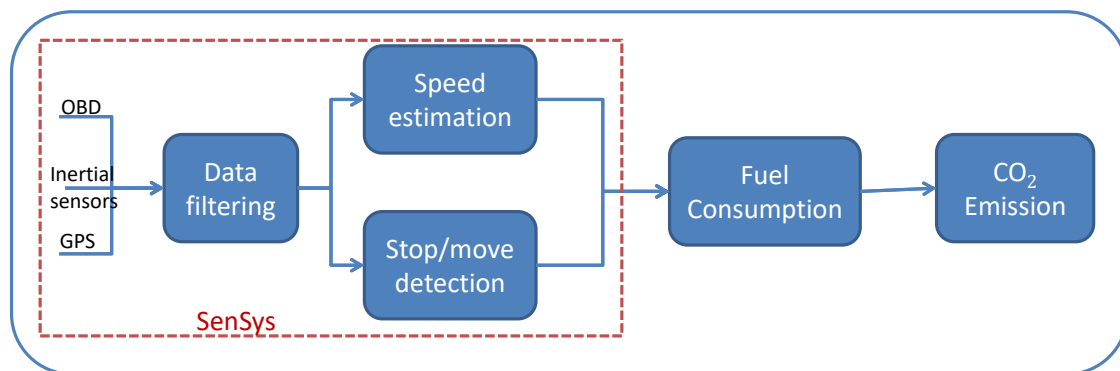 OBD
Inertial
sensors
GPS
Data
filtering
Speed
estimation
Stop/move
detection
SenSys
Fuel
Consumption
CO₂
Emission